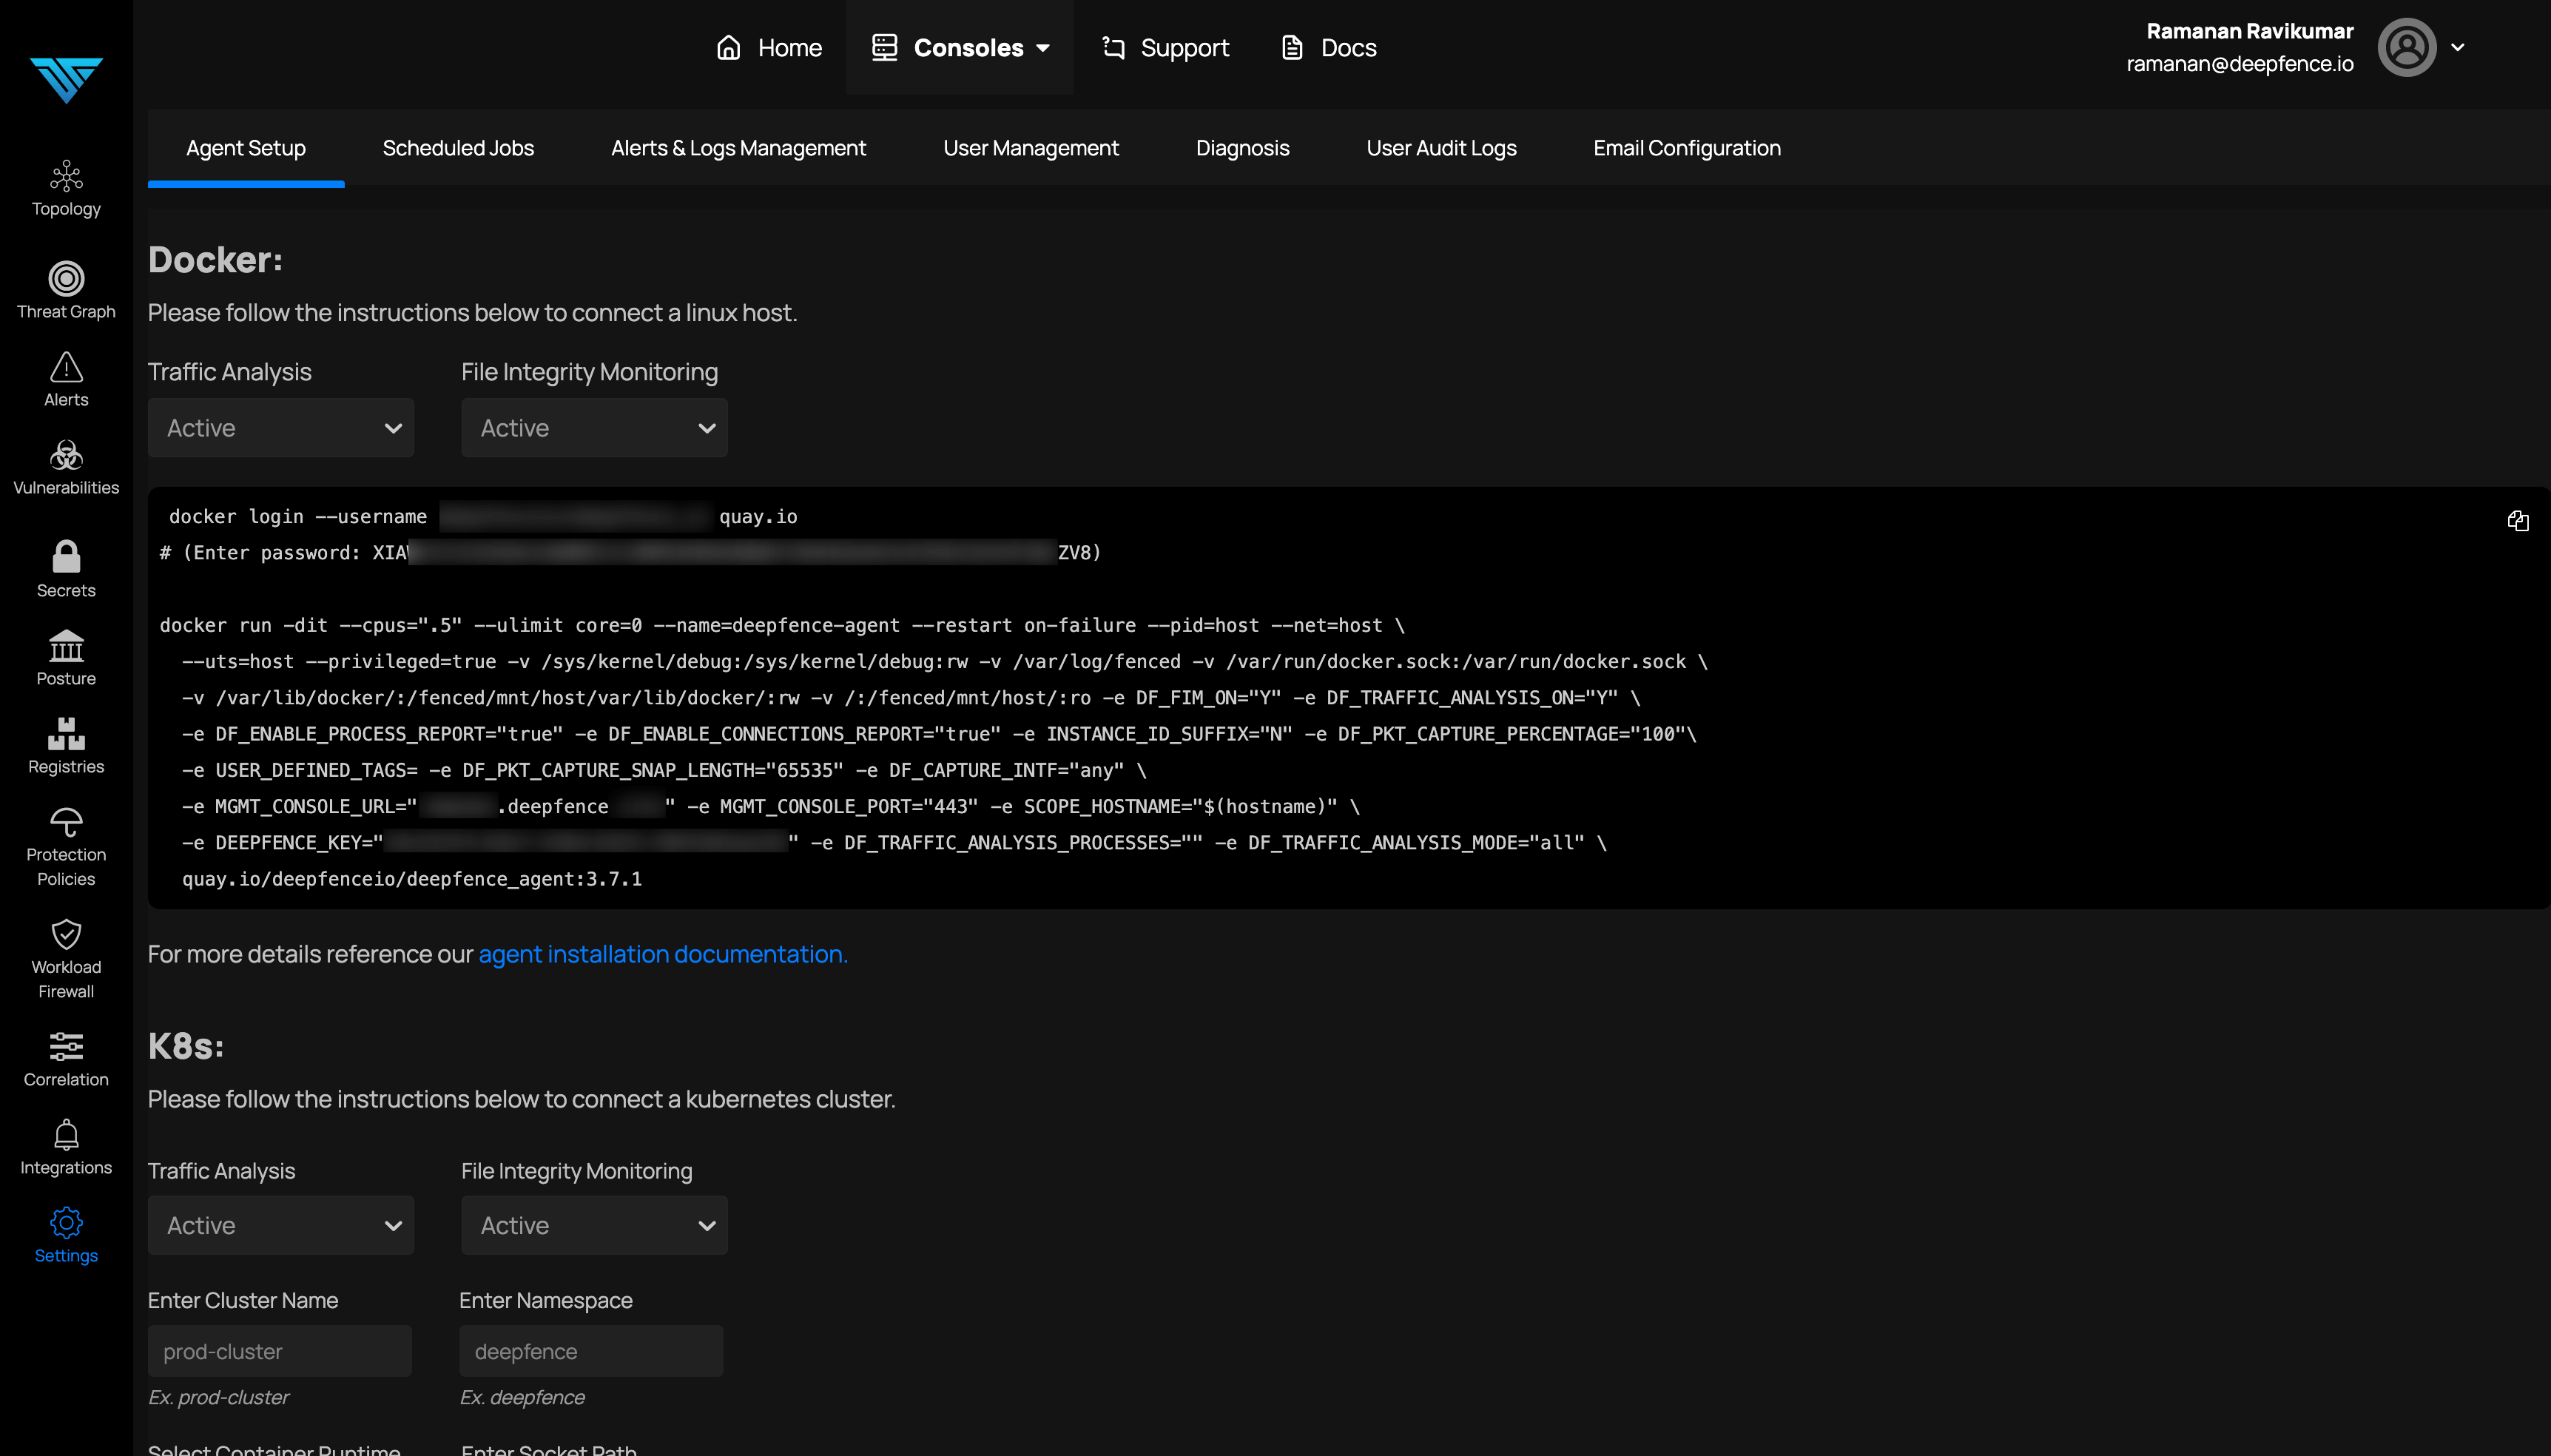 Home
Consoles
Support
Docs
Ramanan Ravikumar
ramanan@deepfence.io
Agent Setup
Scheduled Jobs
Alerts & Logs Management
User Management
Diagnosis
User Audit Logs
Email Configuration
Topology
Threat Graph
Alerts
Vulnerabilities
Secrets
Posture
Registries
Protection
Policies
Workload
Firewall
Correlation
Integrations
Settings
Docker:
Please follow the instructions below to connect a linux host.
Traffic Analysis
File Integrity Monitoring
Active
Active
docker login --username quay.io
# (Enter password: XIAW ZV8)
docker run -dit --cpus=".5" --ulimit core=0 --name=deepfence-agent --restart on-failure --pid=host --net=host \
--uts=host --privileged=true -v /sys/kernel/debug:/sys/kernel/debug:rw -v /var/log/fenced -v /var/run/docker.sock:/var/run/docker.sock \
-v /var/lib/docker/:/fenced/mnt/host/var/lib/docker/:rw -v /:/fenced/mnt/host/:ro -e DF_FIM_ON="Y" -e DF_TRAFFIC_ANALYSIS_ON="Y" \
-e DF_ENABLE_PROCESS_REPORT="true" -e DF_ENABLE_CONNECTIONS_REPORT="true" -e INSTANCE_ID_SUFFIX="N" -e DF_PKT_CAPTURE_PERCENTAGE="100"\
-e USER_DEFINED_TAGS= -e DF_PKT_CAPTURE_SNAP_LENGTH="65535" -e DF_CAPTURE_INTF="any" \
-e MGMT_CONSOLE_URL=" .deepfence " -e MGMT_CONSOLE_PORT="443" -e SCOPE_HOSTNAME="$(hostname)" \
-e DEEPFENCE_KEY=" " -e DF_TRAFFIC_ANALYSIS_PROCESSES="" -e DF_TRAFFIC_ANALYSIS_MODE="all" \
quay.io/deepfenceio/deepfence_agent:3.7.1
For more details reference our agent installation documentation.
K8s:
Please follow the instructions below to connect a kubernetes cluster.
Traffic Analysis
File Integrity Monitoring
Active
Active
Enter Cluster Name
Enter Namespace
prod-cluster
deepfence
Ex. prod-cluster
Ex. deepfence
Select Container Runtime
Enter Socket Path